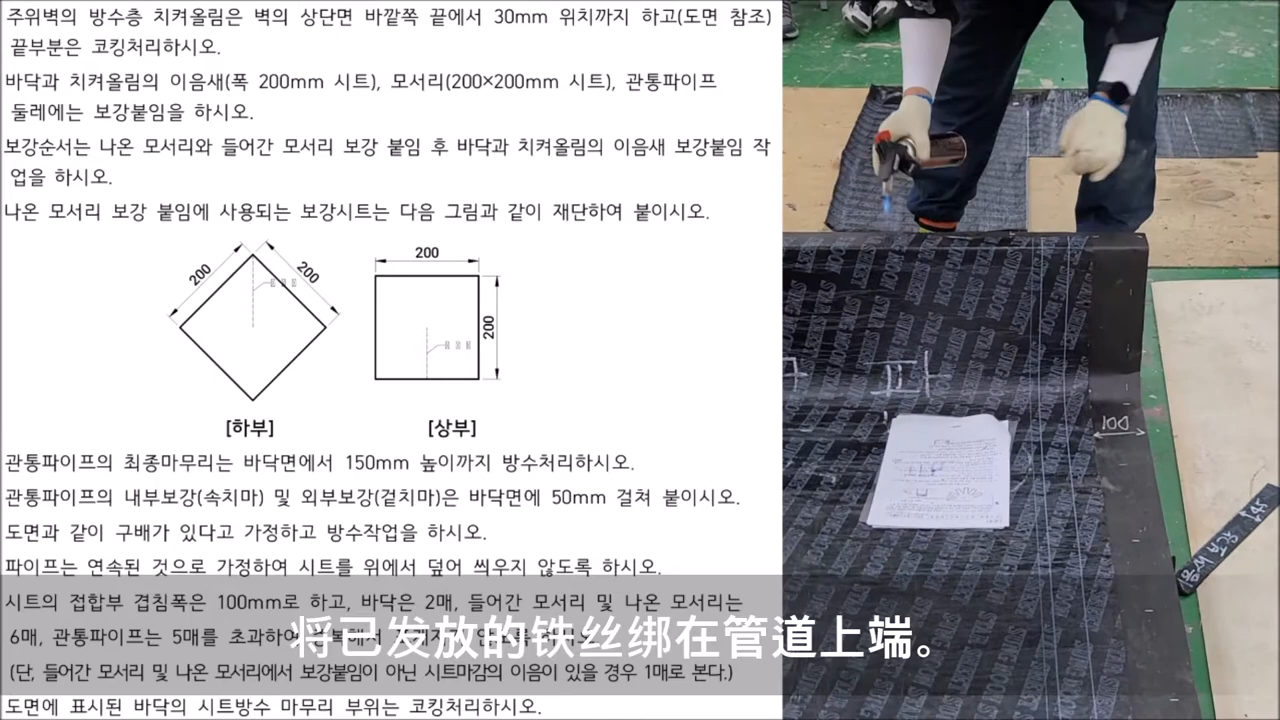 주위벽의 방수층 치켜올림은 벽의 상단면 바깥쪽 끝에서 30mm 위치까지 하고(도면 참조)
끝부분은 코킹처리하시오.
바닥과 치켜올림의 이음새(폭 200mm 시트), 모서리(200×200mm 시트), 관통파이프
둘레에는 보강붙임을 하시오.
보강순서는 나온 모서리와 들어간 모서리 보강 붙임 후 바닥과 치켜올림의 이음새 보강붙임 작
업을 하시오.
나온 모서리 보강 붙임에 사용되는 보강시트는 다음 그림과 같이 재단하여 붙이시오.
200
200
200
200
[하부]
[상부]
관통파이프의 최종마무리는 바닥면에서 150mm 높이까지 방수처리하시오.
관통파이프의 내부보강(속치마) 및 외부보강(겉치마)은 바닥면에 50mm 걸쳐 붙이시오.
도면과 같이 구배가 있다고 가정하고 방수작업을 하시오.
파이프는 연속된 것으로 가정하여 시트를 위에서 덮어 씌우지 않도록 하시오.
시트의 접합부 겹침폭은 100mm로 하고, 바닥은 2매, 들어간 모서리 및 나온 모서리는
6매, 관통파이프는 5매를 초과하여
将已发放的铁丝绑在管道上端。
(단, 들어간 모서리 및 나온 모서리에서 보강붙임이 아닌 시트마감의 이음이 있을 경우 1매로 본다.)
도면에 표시된 바닥의 시트방수 마무리 부위는 코킹처리하시오.
100
SUNG MOON
STAR SHEET